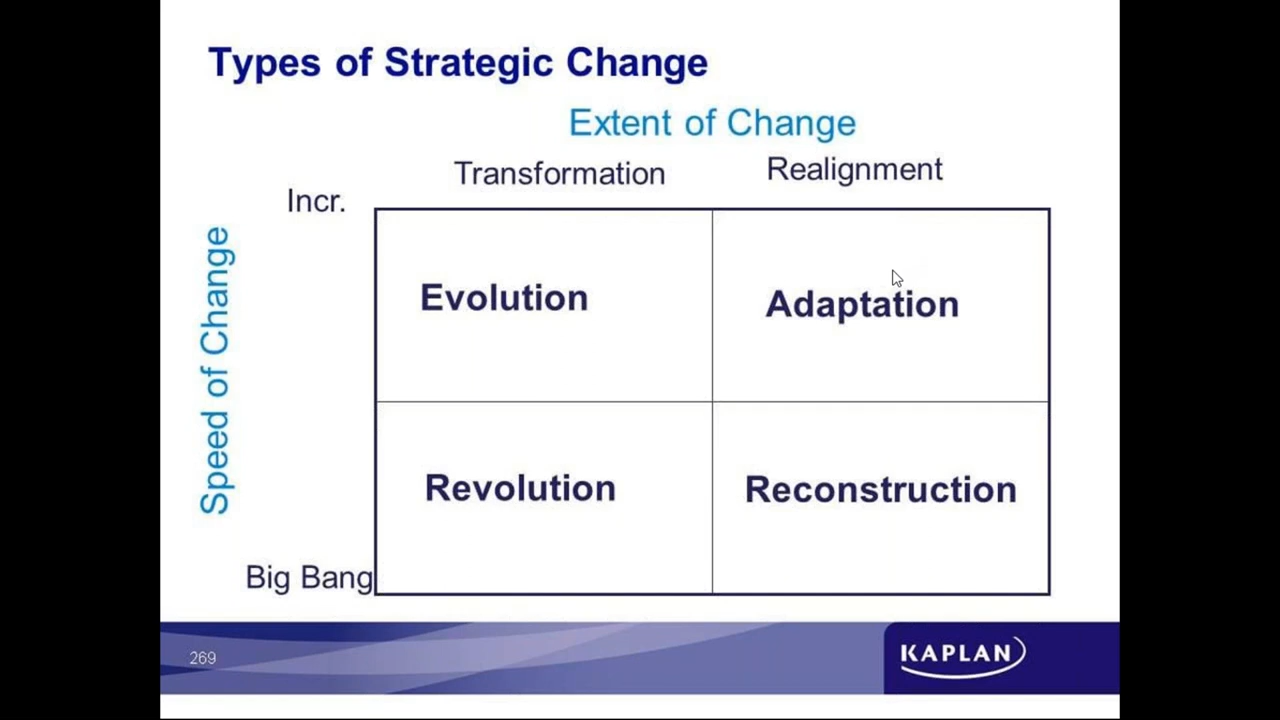 Types of Strategic Change
Extent of Change
Transformation
Realignment
Incr.
Speed of Change
Evolution
Adaptation
Revolution
Reconstruction
Big Bang
269
KAPLAN